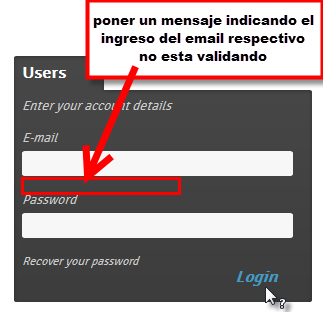 poner un mensaje indicando el
ingreso del email respectivo
no esta validando
Users
Enter your account details
E-mail
Password
Recover your password
Login
?